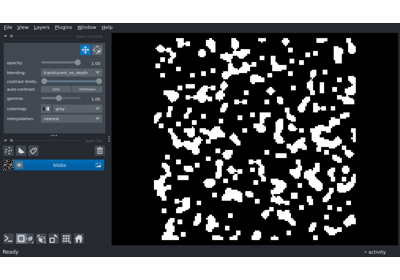 File View Layers Plugins Window Help
opacity: 1.00
blending: translucent_no_depth
contrast limits:
auto-contrast: once continuous
gamma: 1.00
colormap: gray
interpolation: nearest
blobs
Ready
activity